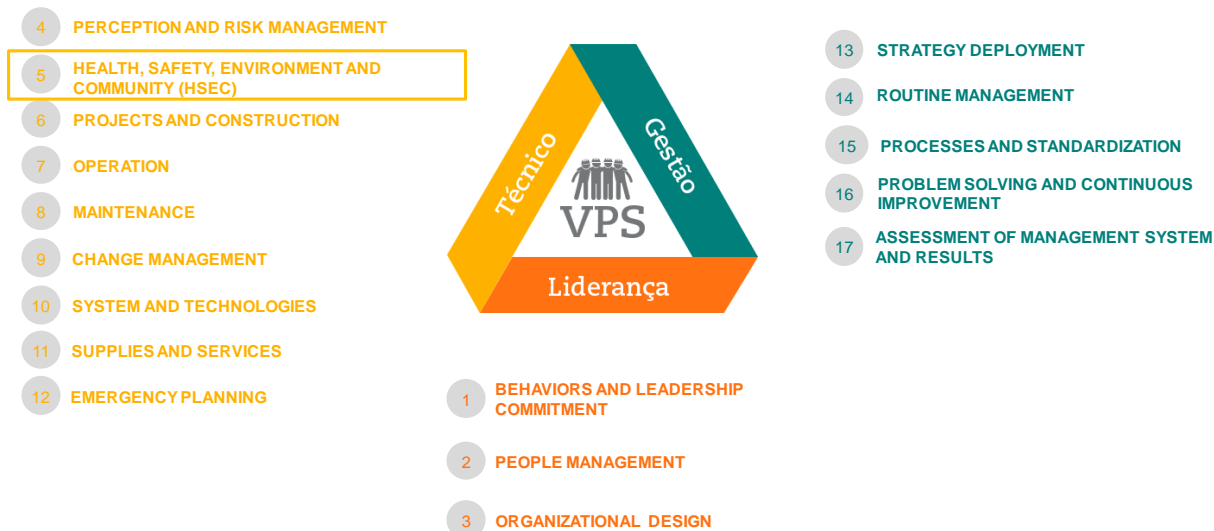 4 PERCEPTION AND RISK MANAGEMENT
5 HEALTH, SAFETY, ENVIRONMENT AND
COMMUNITY (HSEC)
6 PROJECTS AND CONSTRUCTION
7 OPERATION
8 MAINTENANCE
9 CHANGE MANAGEMENT
10 SYSTEM AND TECHNOLOGIES
11 SUPPLIES AND SERVICES
12 EMERGENCY PLANNING
Técnico
Gestão
VPS
Liderança
1 BEHAVIORS AND LEADERSHIP
COMMITMENT
2 PEOPLE MANAGEMENT
3 ORGANIZATIONAL DESIGN
13 STRATEGY DEPLOYMENT
14 ROUTINE MANAGEMENT
15 PROCESSES AND STANDARDIZATION
16 PROBLEM SOLVING AND CONTINUOUS
IMPROVEMENT
17 ASSESSMENT OF MANAGEMENT SYSTEM
AND RESULTS